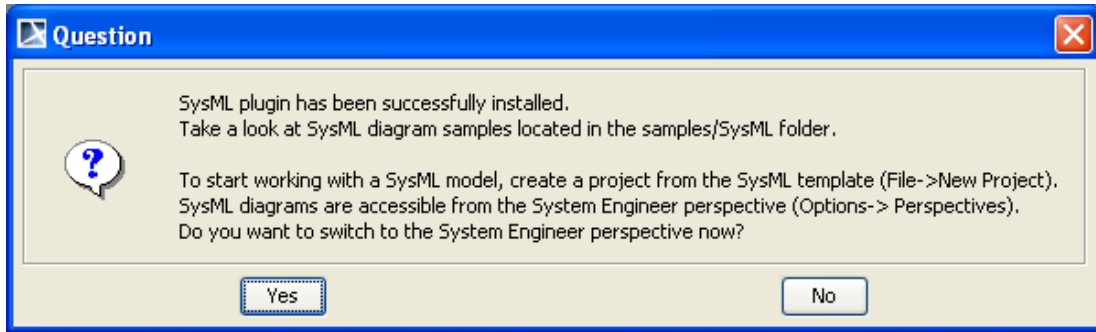 Question
SysML plugin has been successfully installed.
Take a look at SysML diagram samples located in the samples/SysML folder.
To start working with a SysML model, create a project from the SysML template (File->New Project).
SysML diagrams are accessible from the System Engineer perspective (Options-> Perspectives).
Do you want to switch to the System Engineer perspective now?
Yes
No